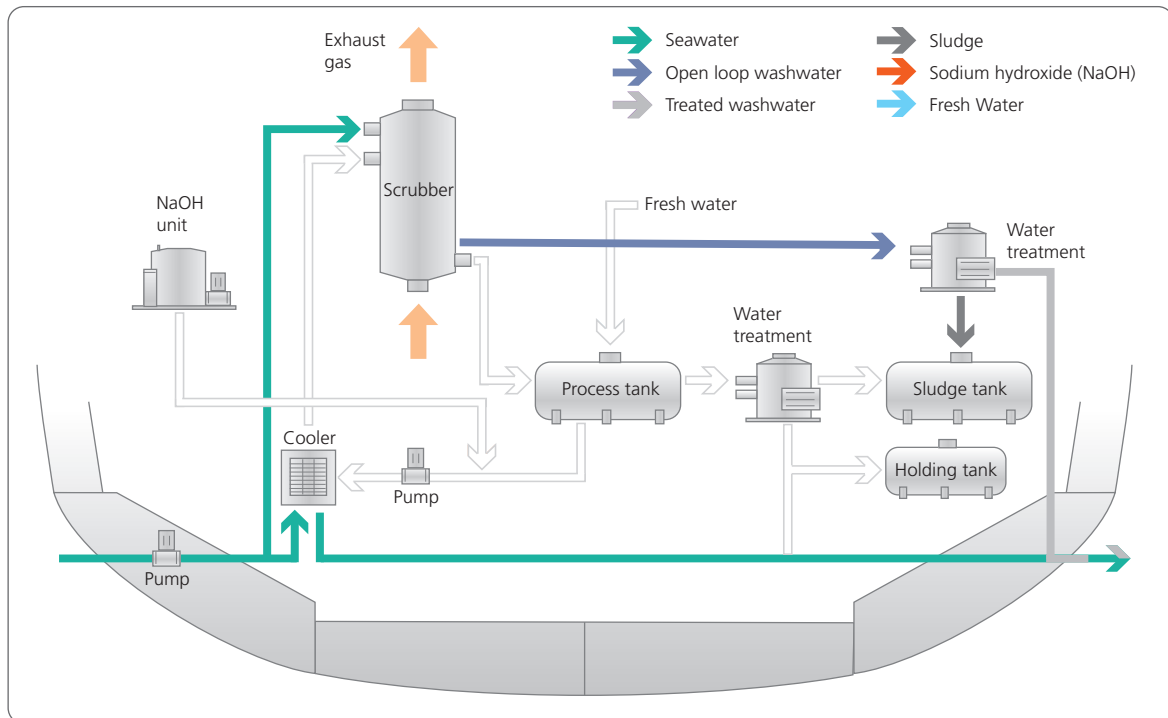 Exhaust
gas
Seawater
Open loop washwater
Treated washwater
Sludge
Sodium hydroxide (NaOH)
Fresh Water
Scrubber
NaOH
unit
Fresh water
Water
treatment
Water
treatment
Process tank
Sludge tank
Cooler
Holding tank
Pump
Pump